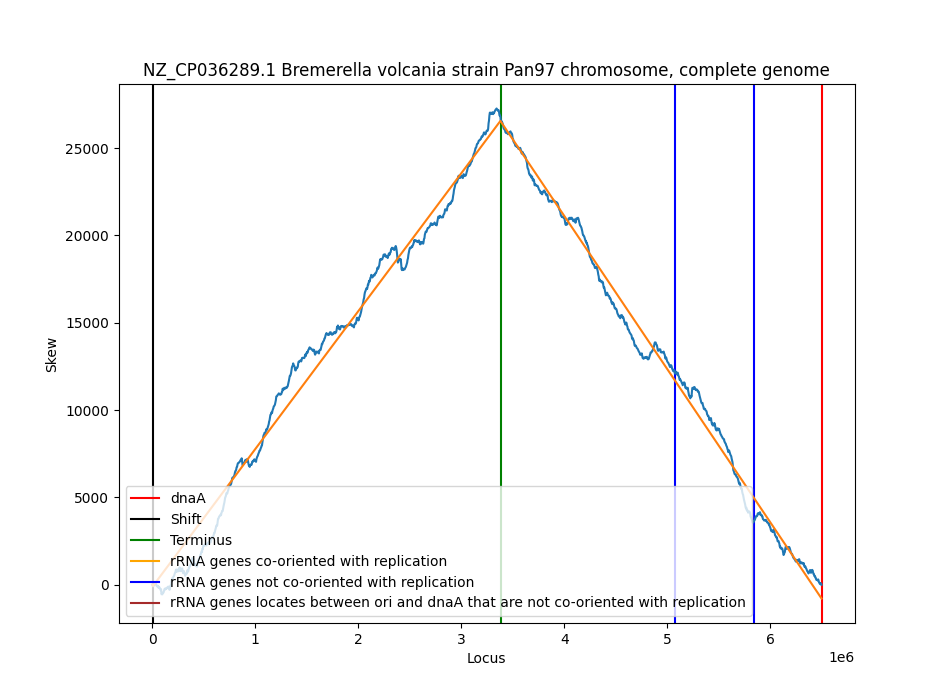 NZ_CP036289.1 Bremerella volcania strain Pan97 chromosome, complete genome
Skew
25000
20000
15000
10000
5000
0
dnaA
Shift
Terminus
rRNA genes co-oriented with replication
rRNA genes not co-oriented with replication
rRNA genes locates between ori and dnaA that are not co-oriented with replication
0 1 2 3 4 5 6
1e6
Locus